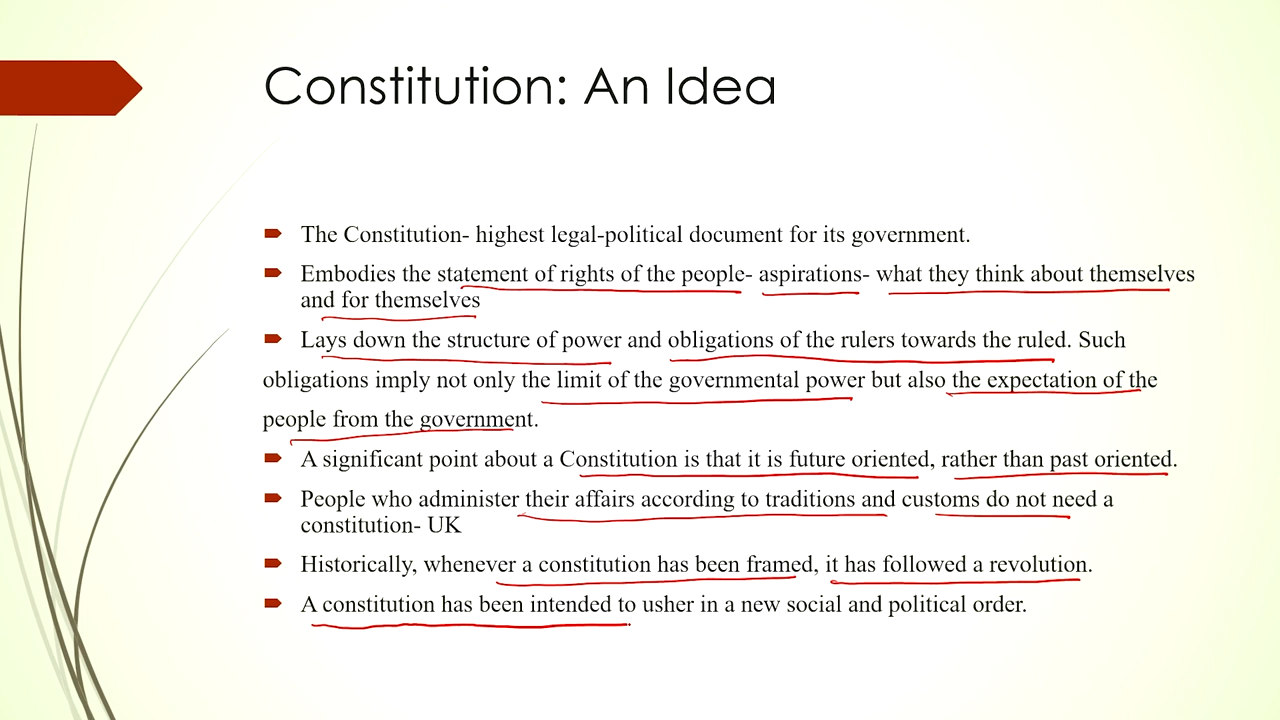 Constitution: An Idea
The Constitution- highest legal-political document for its government.
Embodies the statement of rights of the people- aspirations- what they think about themselves
and for themselves
Lays down the structure of power and obligations of the rulers towards the ruled. Such
obligations imply not only the limit of the governmental power but also the expectation of the
people from the government.
A significant point about a Constitution is that it is future oriented, rather than past oriented.
People who administer their affairs according to traditions and customs do not need a
constitution- UK
Historically, whenever a constitution has been framed, it has followed a revolution.
A constitution has been intended to usher in a new social and political order.